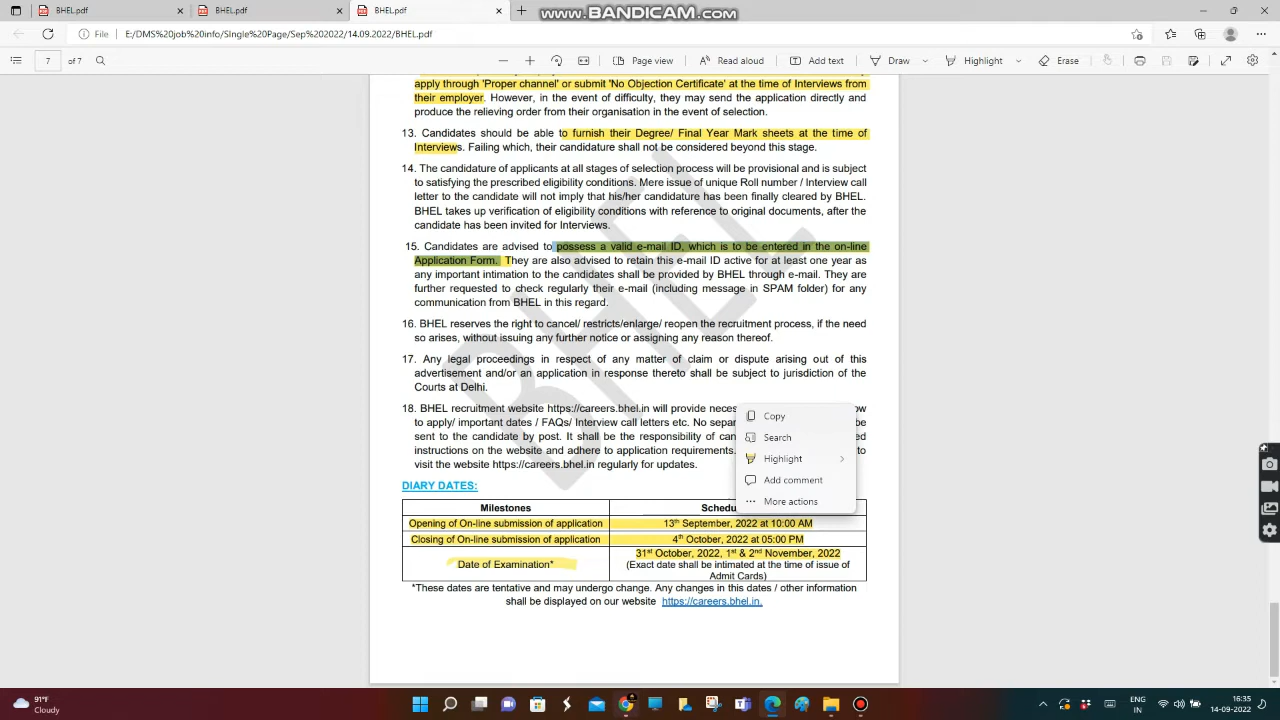 BHEL.pdf
BHEL.pdf
BHEL.pdf
www.BANDICAM.com
File
E:/DMS%20job%20info/SIngle%20Page/Sep%202022/14.09.2022/BHEL.pdf
7 of 7
Page view
Read aloud
Add text
Draw
Highlight
Erase
apply through 'Proper channel' or submit 'No Objection Certificate' at the time of Interviews from
their employer. However, in the event of difficulty, they may send the application directly and
produce the relieving order from their organisation in the event of selection.
13. Candidates should be able to furnish their Degree/ Final Year Mark sheets at the time of
Interviews. Failing which, their candidature shall not be considered beyond this stage.
14. The candidature of applicants at all stages of selection process will be provisional and is subject
to satisfying the prescribed eligibility conditions. Mere issue of unique Roll number / Interview call
letter to the candidate will not imply that his/her candidature has been finally cleared by BHEL.
BHEL takes up verification of eligibility conditions with reference to original documents, after the
candidate has been invited for Interviews.
15. Candidates are advised to possess a valid e-mail ID, which is to be entered in the on-line
Application Form. They are also advised to retain this e-mail ID active for at least one year as
any important intimation to the candidates shall be provided by BHEL through e-mail. They are
further requested to check regularly their e-mail (including message in SPAM folder) for any
communication from BHEL in this regard.
16. BHEL reserves the right to cancel/ restricts/enlarge/ reopen the recruitment process, if the need
so arises, without issuing any further notice or assigning any reason thereof.
17. Any legal proceedings in respect of any matter of claim or dispute arising out of this
advertisement and/or an application in response thereto shall be subject to jurisdiction of the
Courts at Delhi.
18. BHEL recruitment website https://careers.bhel.in will provide neces ow
to apply/ important dates / FAQs/ Interview call letters etc. No separ be
sent to the candidate by post. It shall be the responsibility of can ed
instructions on the website and adhere to application requirements. to
visit the website https://careers.bhel.in regularly for updates.
Copy
Search
Highlight
Add comment
More actions
DIARY DATES:
Milestones Schedu
Opening of On-line submission of application 13th September, 2022 at 10:00 AM
Closing of On-line submission of application 4th October, 2022 at 05:00 PM
Date of Examination* 31st October, 2022, 1st & 2nd November, 2022
(Exact date shall be intimated at the time of issue of
Admit Cards)
*These dates are tentative and may undergo change. Any changes in this dates / other information
shall be displayed on our website https://careers.bhel.in.
BHEL
91°F
Cloudy
ENG
IN
16:35
14-09-2022